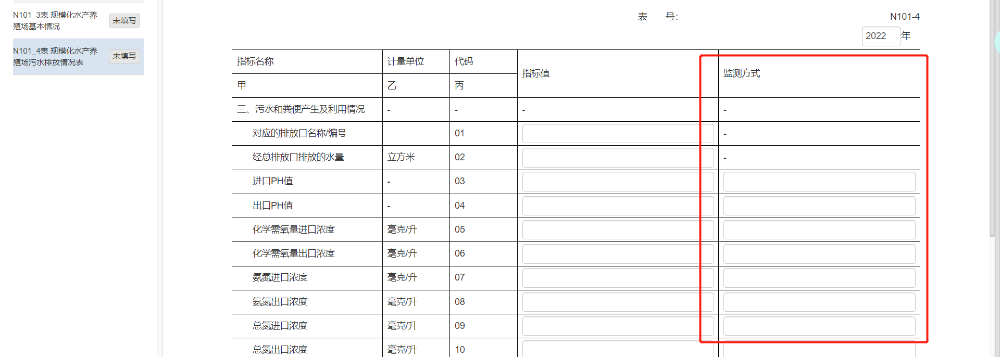 N101_3表 规模化水产养
殖场基本情况
未填写
N101_4表 规模化水产养
殖场污水排放情况表
未填写
表 号：
N101-4
2022 年
指标名称 计量单位 代码 指标值 监测方式
甲 乙 丙
三、污水和粪便产生及利用情况 - - - -
对应的排放口名称/编号 01 -
经总排放口排放的水量 立方米 02 -
进口PH值 - 03
出口PH值 - 04
化学需氧量进口浓度 毫克/升 05
化学需氧量出口浓度 毫克/升 06
氨氮进口浓度 毫克/升 07
氨氮出口浓度 毫克/升 08
总氮进口浓度 毫克/升 09
总氮出口浓度 毫克/升 10